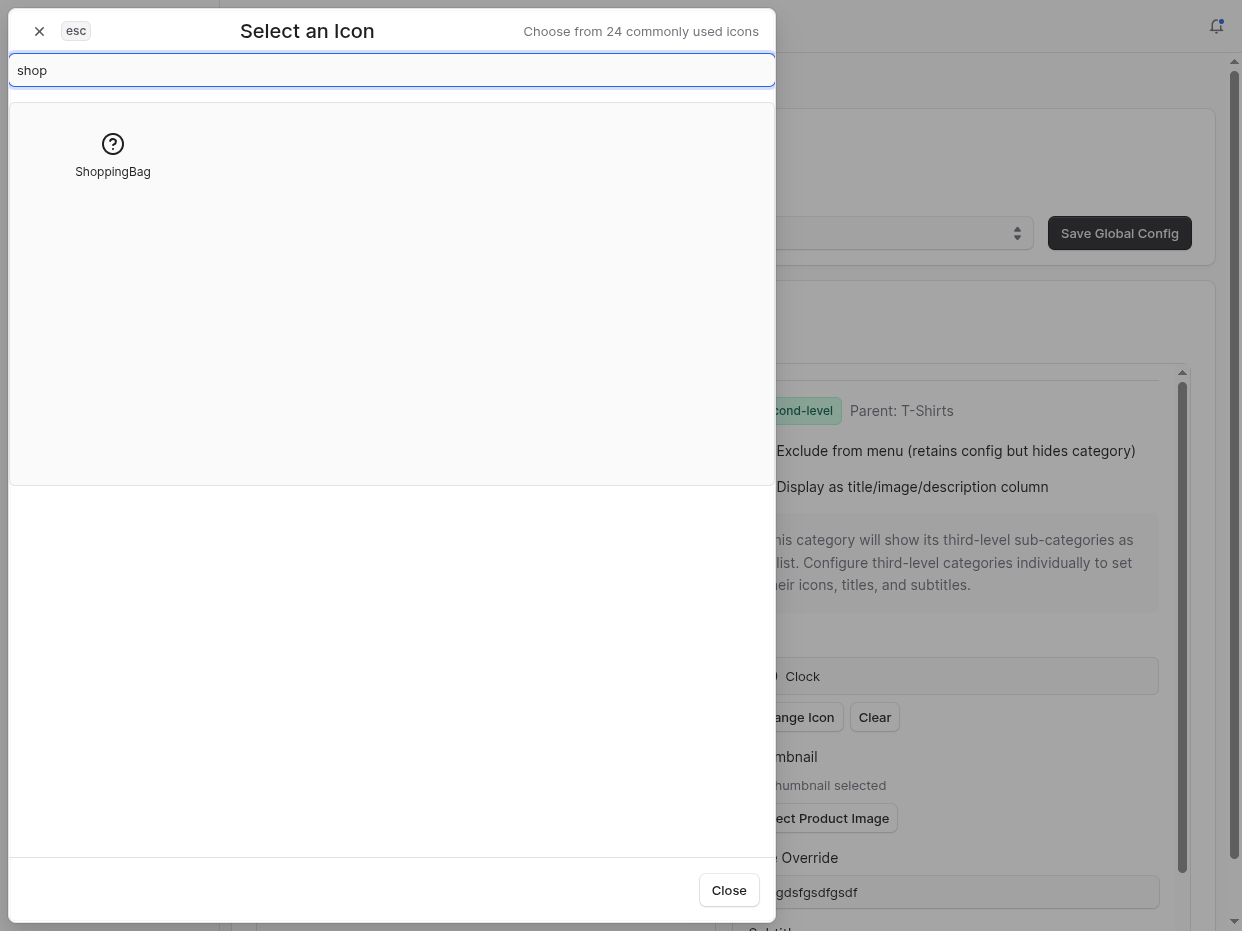 esc
Select an Icon
Choose from 24 commonly used icons
shop
ShoppingBag
Close
Save Global Config
cond-level
Parent: T-Shirts
Exclude from menu (retains config but hides category)
Display as title/image/description column
his category will show its third-level sub-categories as
list. Configure third-level categories individually to set
eir icons, titles, and subtitles.
Clock
ange Icon
Clear
mbnail
humbnail selected
ect Product Image
e Override
gdsfgsdfgsdf